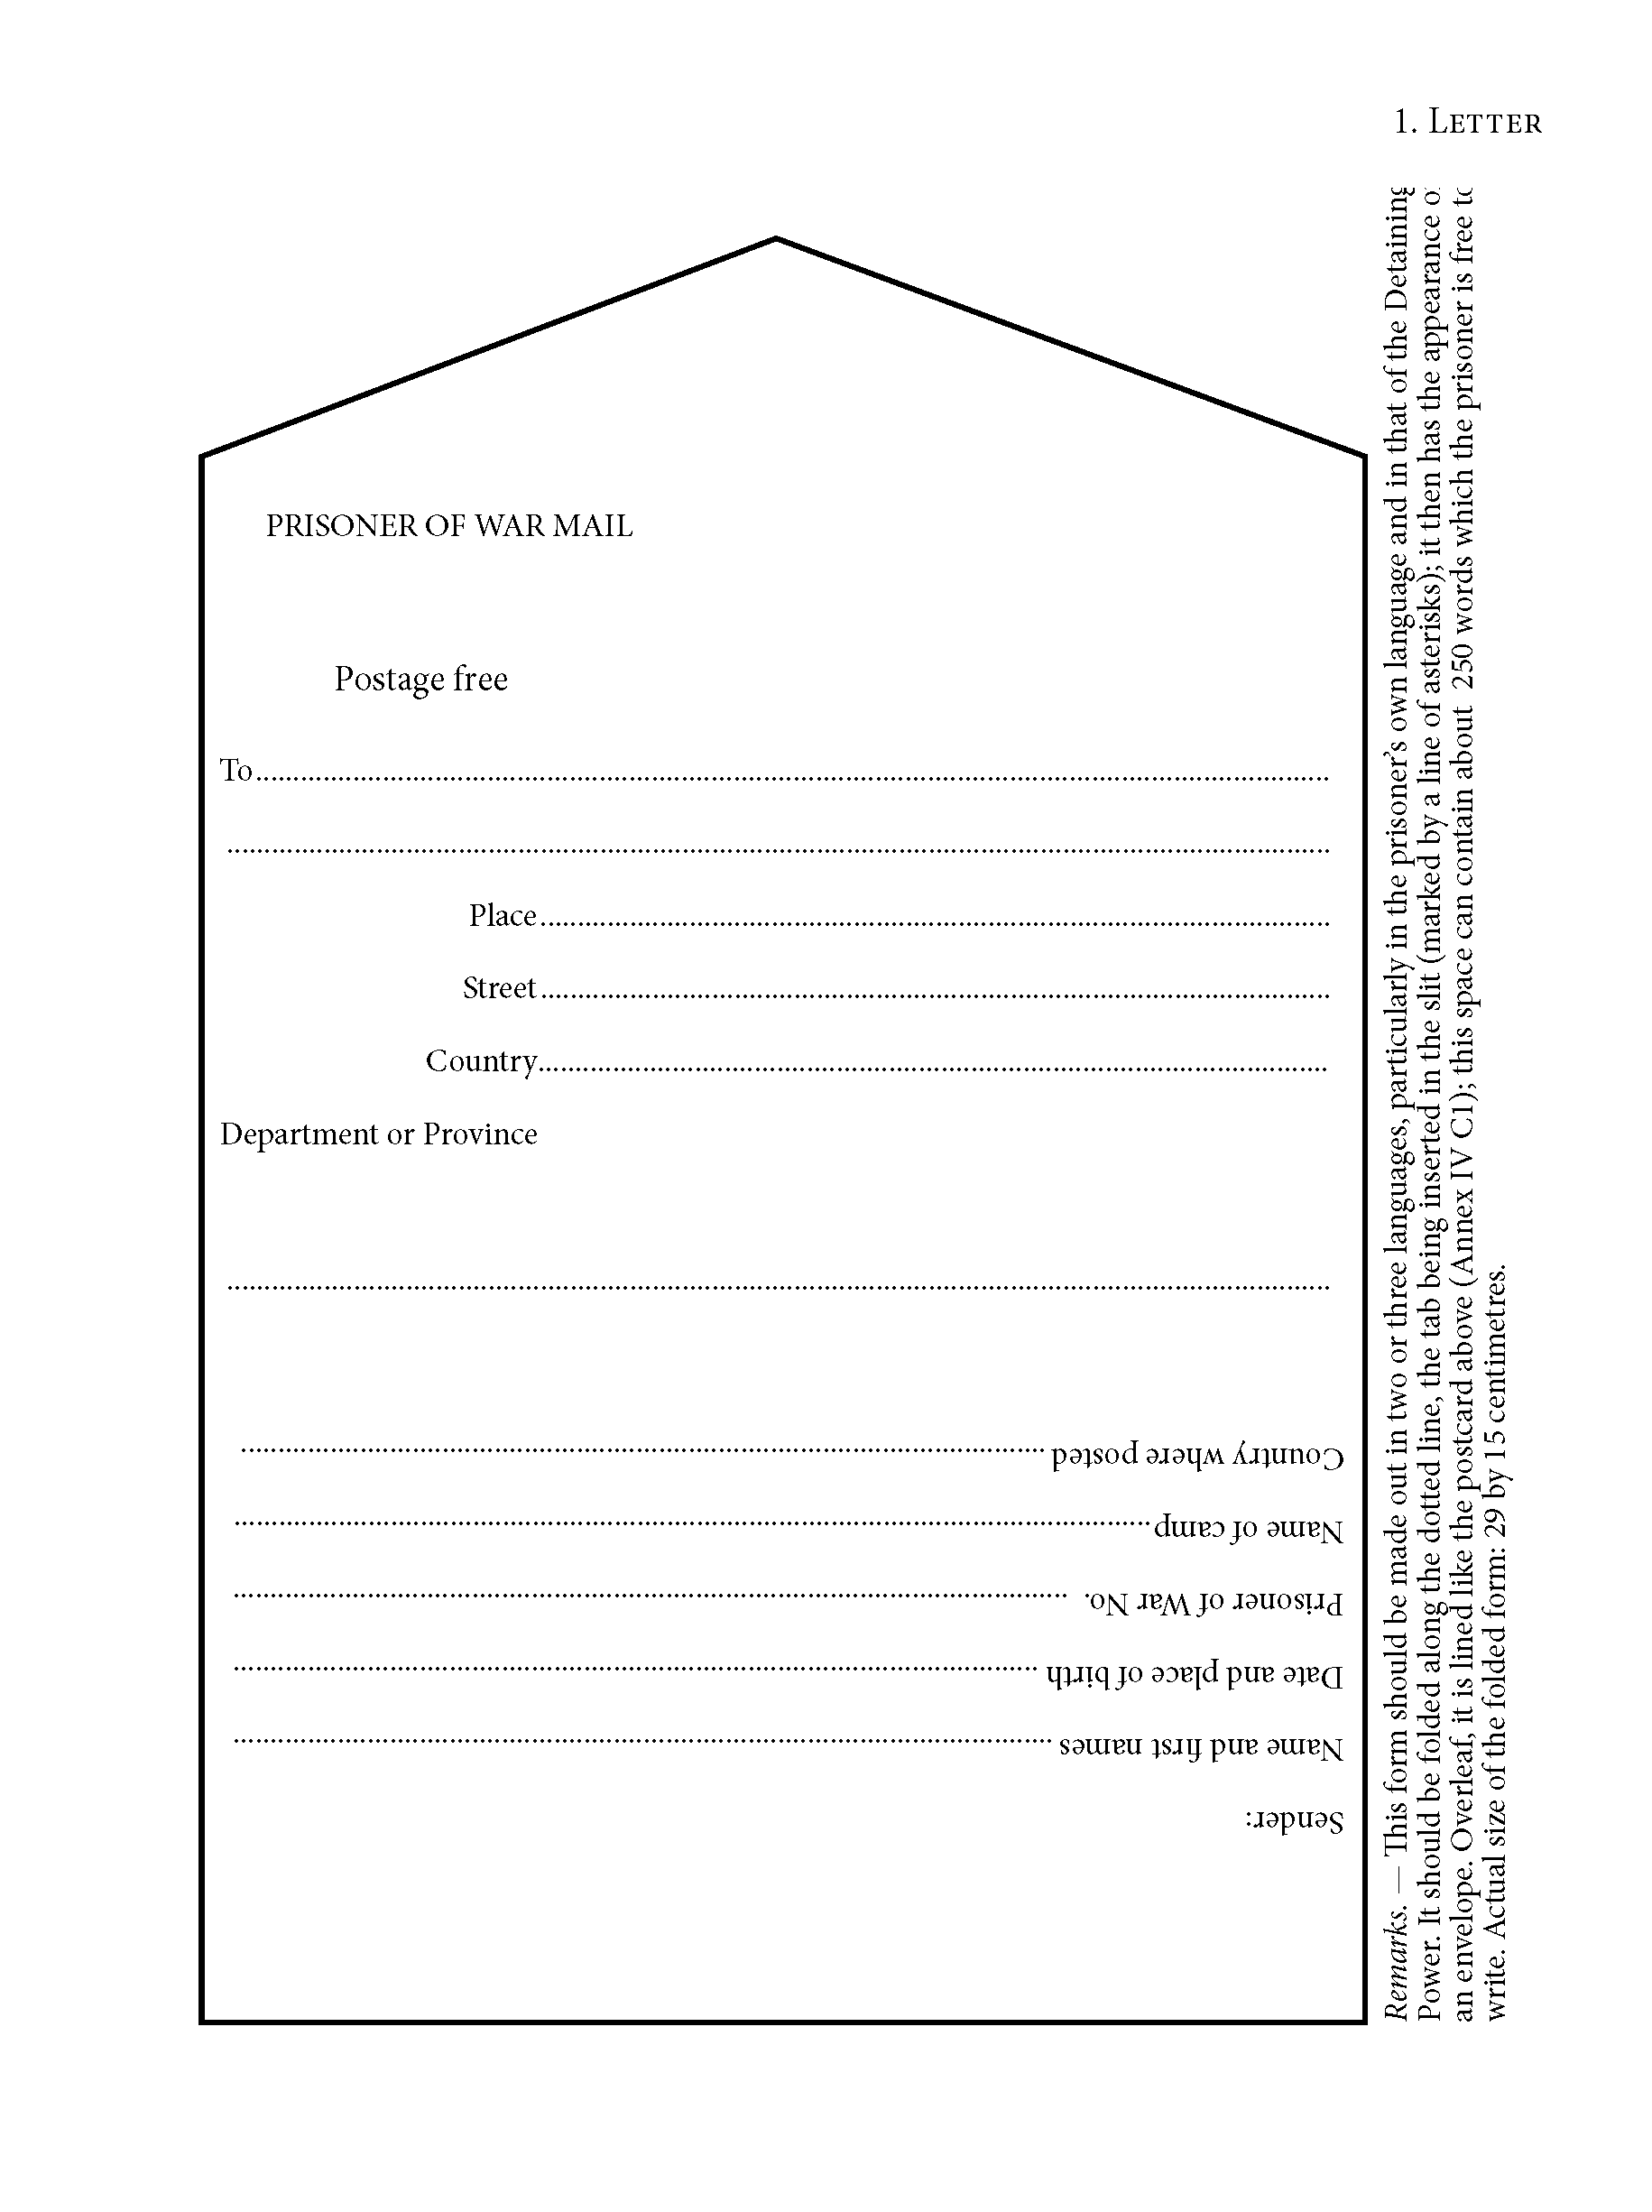 1. LETTER
PRISONER OF WAR MAIL
Postage free
To
Place
Street
Country
Department or Province
Sender:
Name and first names
Date and place of birth
Prisoner of War No.
Name of camp
Country where posted
Remarks. — This form should be made out in two or three languages, particularly in the prisoner's own language and in that of the Detaining
Power. It should be folded along the dotted line, the tab being inserted in the slit (marked by a line of asterisks); it then has the appearance
an envelope. Overleaf, it is lined like the postcard above (Annex IV C1); this space can contain about 250 words which the prisoner is free
write. Actual size of the folded form: 29 by 15 centimetres.